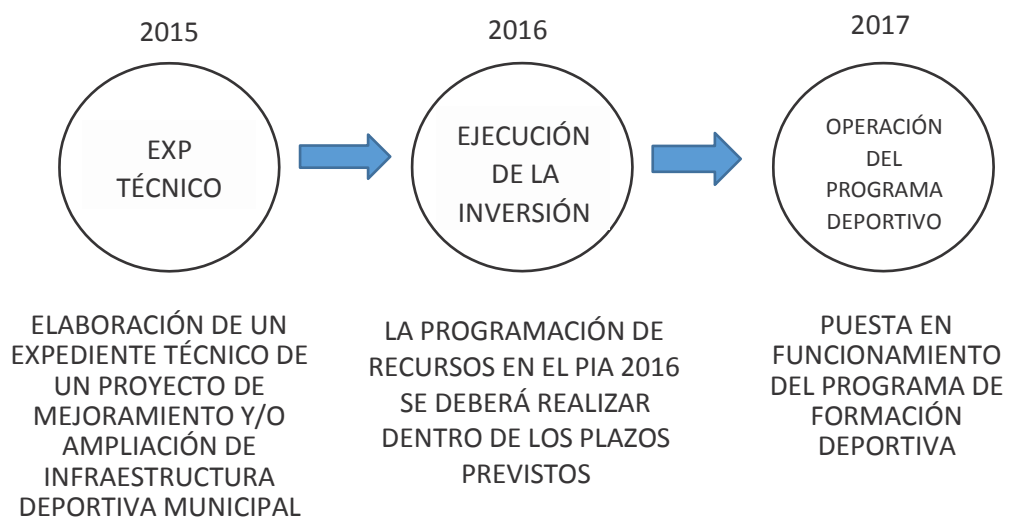 2015
EXP
TÉCNICO
ELABORACIÓN DE UN
EXPEDIENTE TÉCNICO DE
UN PROYECTO DE
MEJORAMIENTO Y/O
AMPLIACIÓN DE
INFRAESTRUCTURA
DEPORTIVA MUNICIPAL
2016
EJECUCIÓN
DE LA
INVERSIÓN
LA PROGRAMACIÓN DE
RECURSOS EN EL PIA 2016
SE DEBERÁ REALIZAR
DENTRO DE LOS PLAZOS
PREVISTOS
2017
OPERACIÓN
DEL
PROGRAMA
DEPORTIVO
PUESTA EN
FUNCIONAMIENTO
DEL PROGRAMA DE
FORMACIÓN
DEPORTIVA